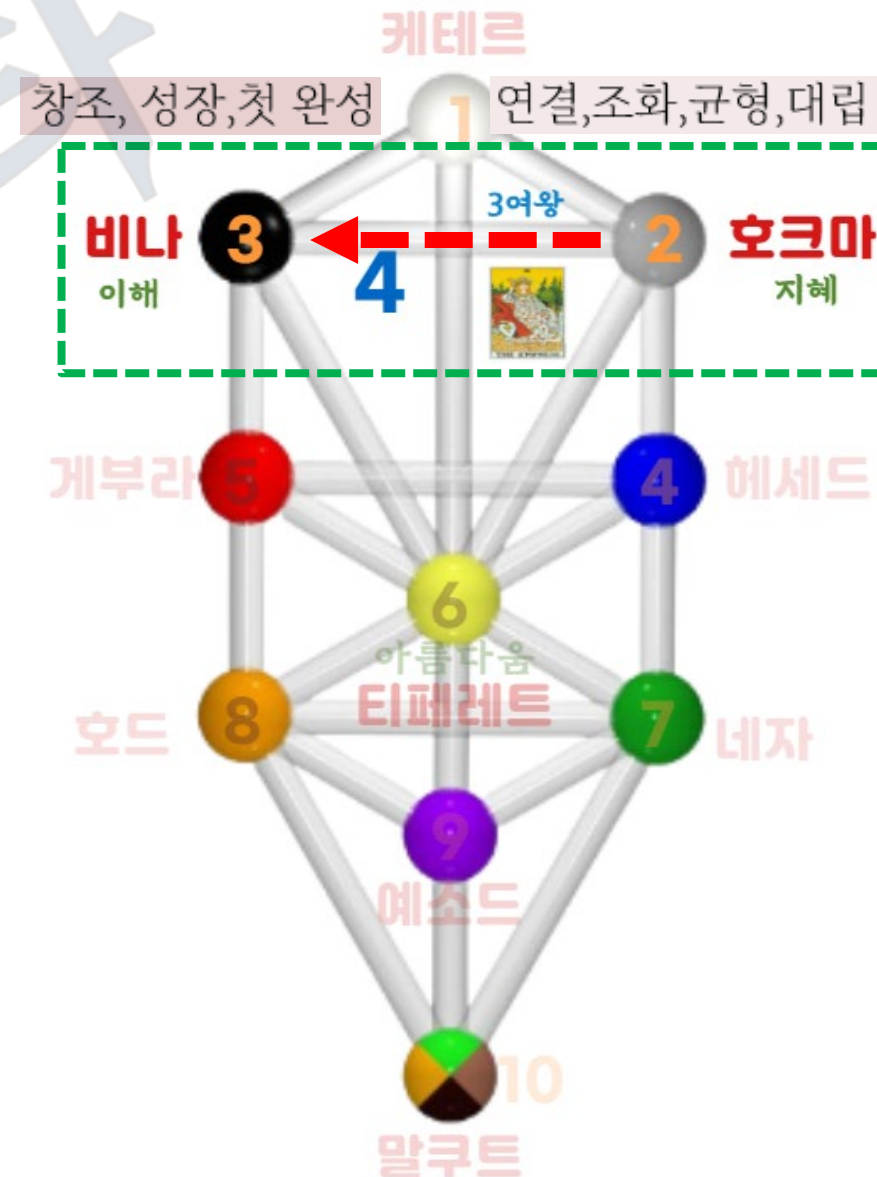 케테르
창조, 성장,첫 완성
1
연결,조화,균형,대립
3여왕
비나
3
2
호크마
이해
4
지혜
THE EMPRESS
게부라
5
4
헤세드
6
아름다움
티페레트
호드
8
7
네자
9
예소드
10
말쿠트